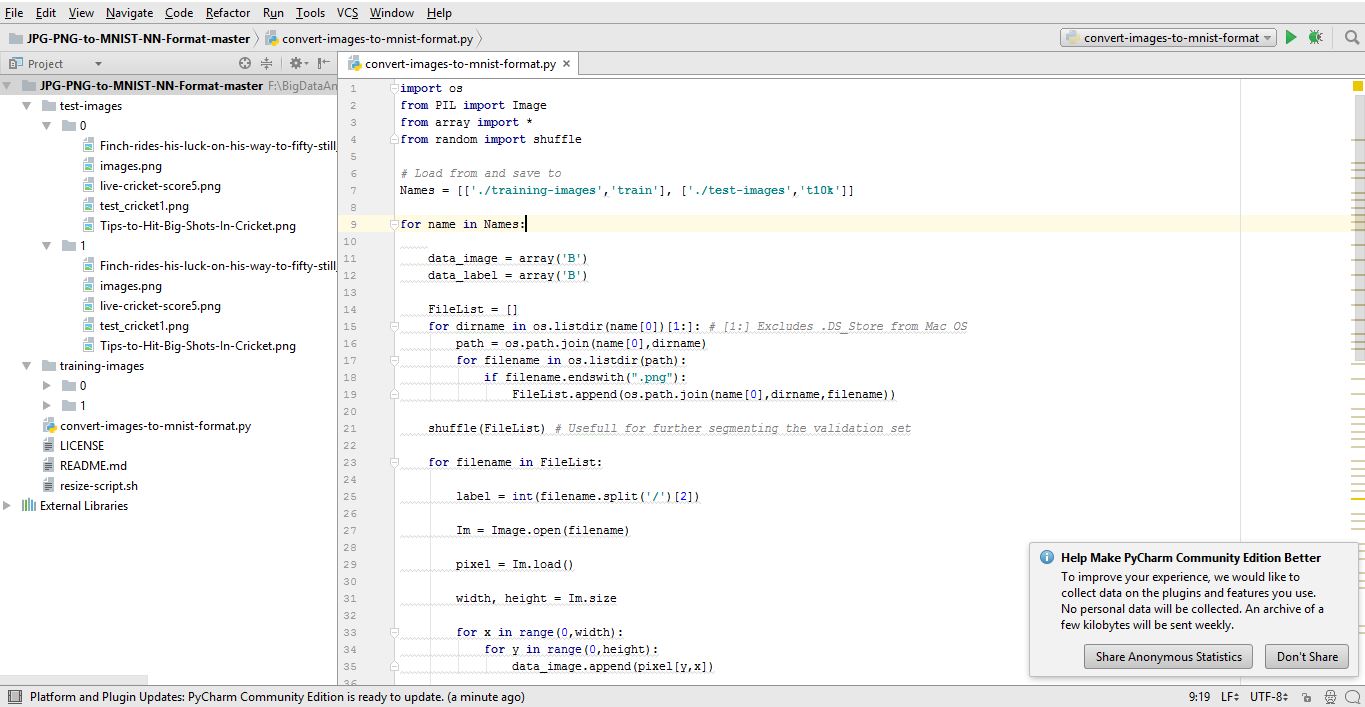 File Edit View Navigate Code Refactor Run Tools VCS Window Help
JPG-PNG-to-MNIST-NN-Format-master convert-images-to-mnist-format.py convert-images-to-mnist-format
Project convert-images-to-mnist-format.py
JPG-PNG-to-MNIST-NN-Format-master F:\BigDataAn
test-images
0
Finch-rides-his-luck-on-his-way-to-fifty-still
images.png
live-cricket-score5.png
test_cricket1.png
Tips-to-Hit-Big-Shots-In-Cricket.png
1
Finch-rides-his-luck-on-his-way-to-fifty-still
images.png
live-cricket-score5.png
test_cricket1.png
Tips-to-Hit-Big-Shots-In-Cricket.png
training-images
0
1
convert-images-to-mnist-format.py
LICENSE
README.md
resize-script.sh
External Libraries
1 import os
2 from PIL import Image
3 from array import *
4 from random import shuffle
5
6 # Load from and save to
7 Names = [['./training-images','train'], ['./test-images','t10k']]
8
9 for name in Names:
10
11 data_image = array('B')
12 data_label = array('B')
13
14 FileList = []
15 for dirname in os.listdir(name[0])[1:]: # [1:] Excludes .DS_Store from Mac OS
16 path = os.path.join(name[0],dirname)
17 for filename in os.listdir(path):
18 if filename.endswith(".png"):
19 FileList.append(os.path.join(name[0],dirname,filename))
20
21 shuffle(FileList) # Usefull for further segmenting the validation set
22
23 for filename in FileList:
24
25 label = int(filename.split('/')[2])
26
27 Im = Image.open(filename)
28
29 pixel = Im.load()
30
31 width, height = Im.size
32
33 for x in range(0,width):
34 for y in range(0,height):
35 data_image.append(pixel[y,x])
36
Help Make PyCharm Community Edition Better
To improve your experience, we would like to
collect data on the plugins and features you use.
No personal data will be collected. An archive of a
few kilobytes will be sent weekly.
Share Anonymous Statistics Don't Share
Platform and Plugin Updates: PyCharm Community Edition is ready to update. (a minute ago) 9:19 LF UTF-8